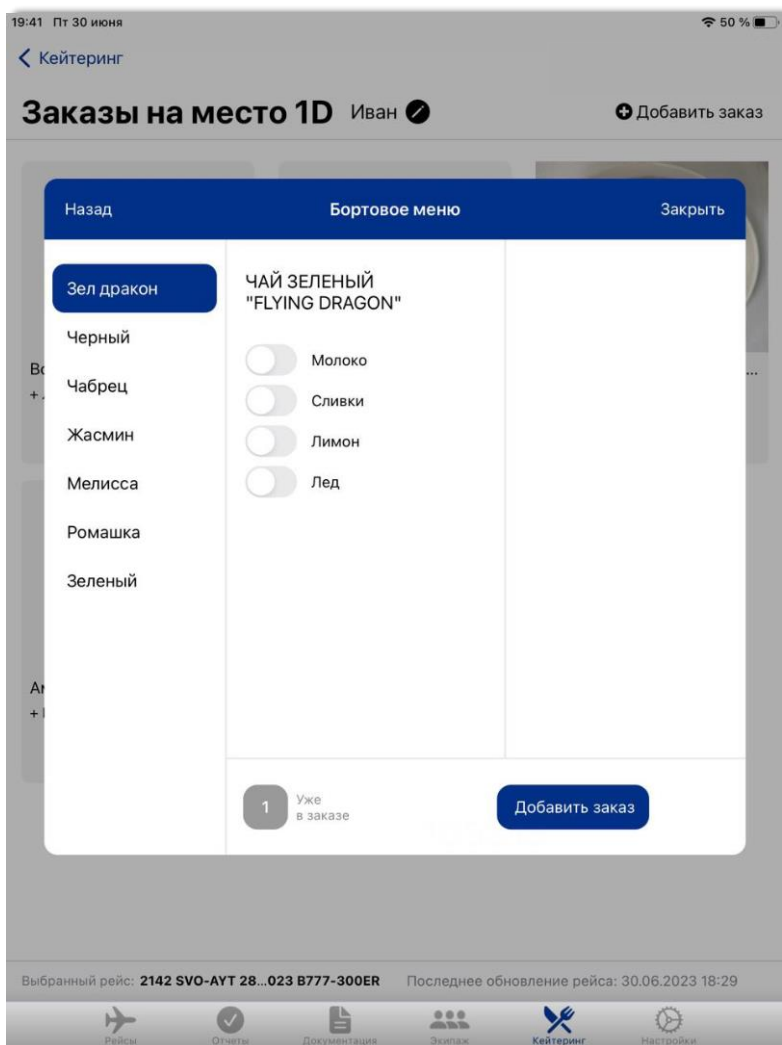 19:41 Пт 30 июня
50 %
Кейтеринг
Заказы на место 1D Иван
Добавить заказ
Назад
Бортовое меню
Закрыть
Зел дракон
Черный
Чабрец
Жасмин
Мелисса
Ромашка
Зеленый
ЧАЙ ЗЕЛЕНЫЙ
"FLYING DRAGON"
Молоко
Сливки
Лимон
Лед
1
Уже
в заказе
Добавить заказ
Выбранный рейс: 2142 SVO-AYT 28...023 B777-300ER
Последнее обновление рейса: 30.06.2023 18:29
Рейсы
Отчеты
Документация
Экипаж
Кейтеринг
Настройки